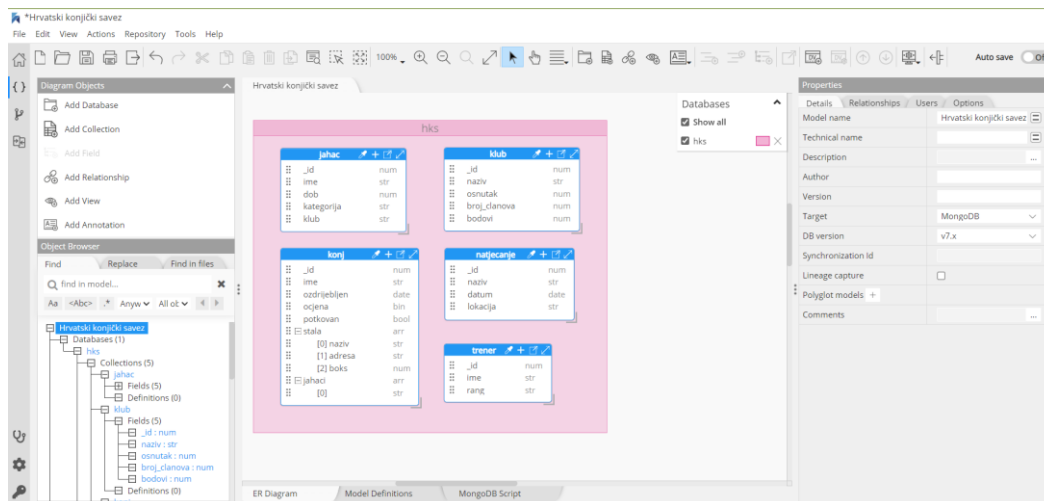 *Hrvatski konjički savez
File Edit View Actions Repository Tools Help
100%
Auto save Off
Diagram Objects
Add Database
Add Collection
Add Field
Add Relationship
Add View
Add Annotation
Object Browser
Find Replace Find in files
find in model...
Aa <Abc> .* Anyw All ot
Hrvatski konjički savez
Databases (1)
hks
Collections (5)
jahac
Fields (5)
Definitions (0)
klub
Fields (5)
_id : num
naziv : str
osnutak : num
broj_clanova : num
bodovi : num
Definitions (0)
Hrvatski konjički savez
hks
jahac
_id num
ime str
dob num
kategorija str
klub str
klub
_id num
naziv str
osnutak num
broj_clanova num
bodovi num
konj
_id num
ime str
ozdrijebljen date
ocjena bin
potkovan bool
stala arr
[0] naziv str
[1] adresa str
[2] boks num
jahaci arr
[0] str
natjecanje
_id num
naziv str
datum date
lokacija str
trener
_id num
ime str
rang str
Databases
Show all
hks
ER Diagram Model Definitions MongoDB Script
Properties
Details Relationships Users Options
Model name Hrvatski konjički savez
Technical name
Description ...
Author
Version
Target MongoDB
DB version v7.x
Synchronization Id
Lineage capture
Polyglot models +
Comments ...